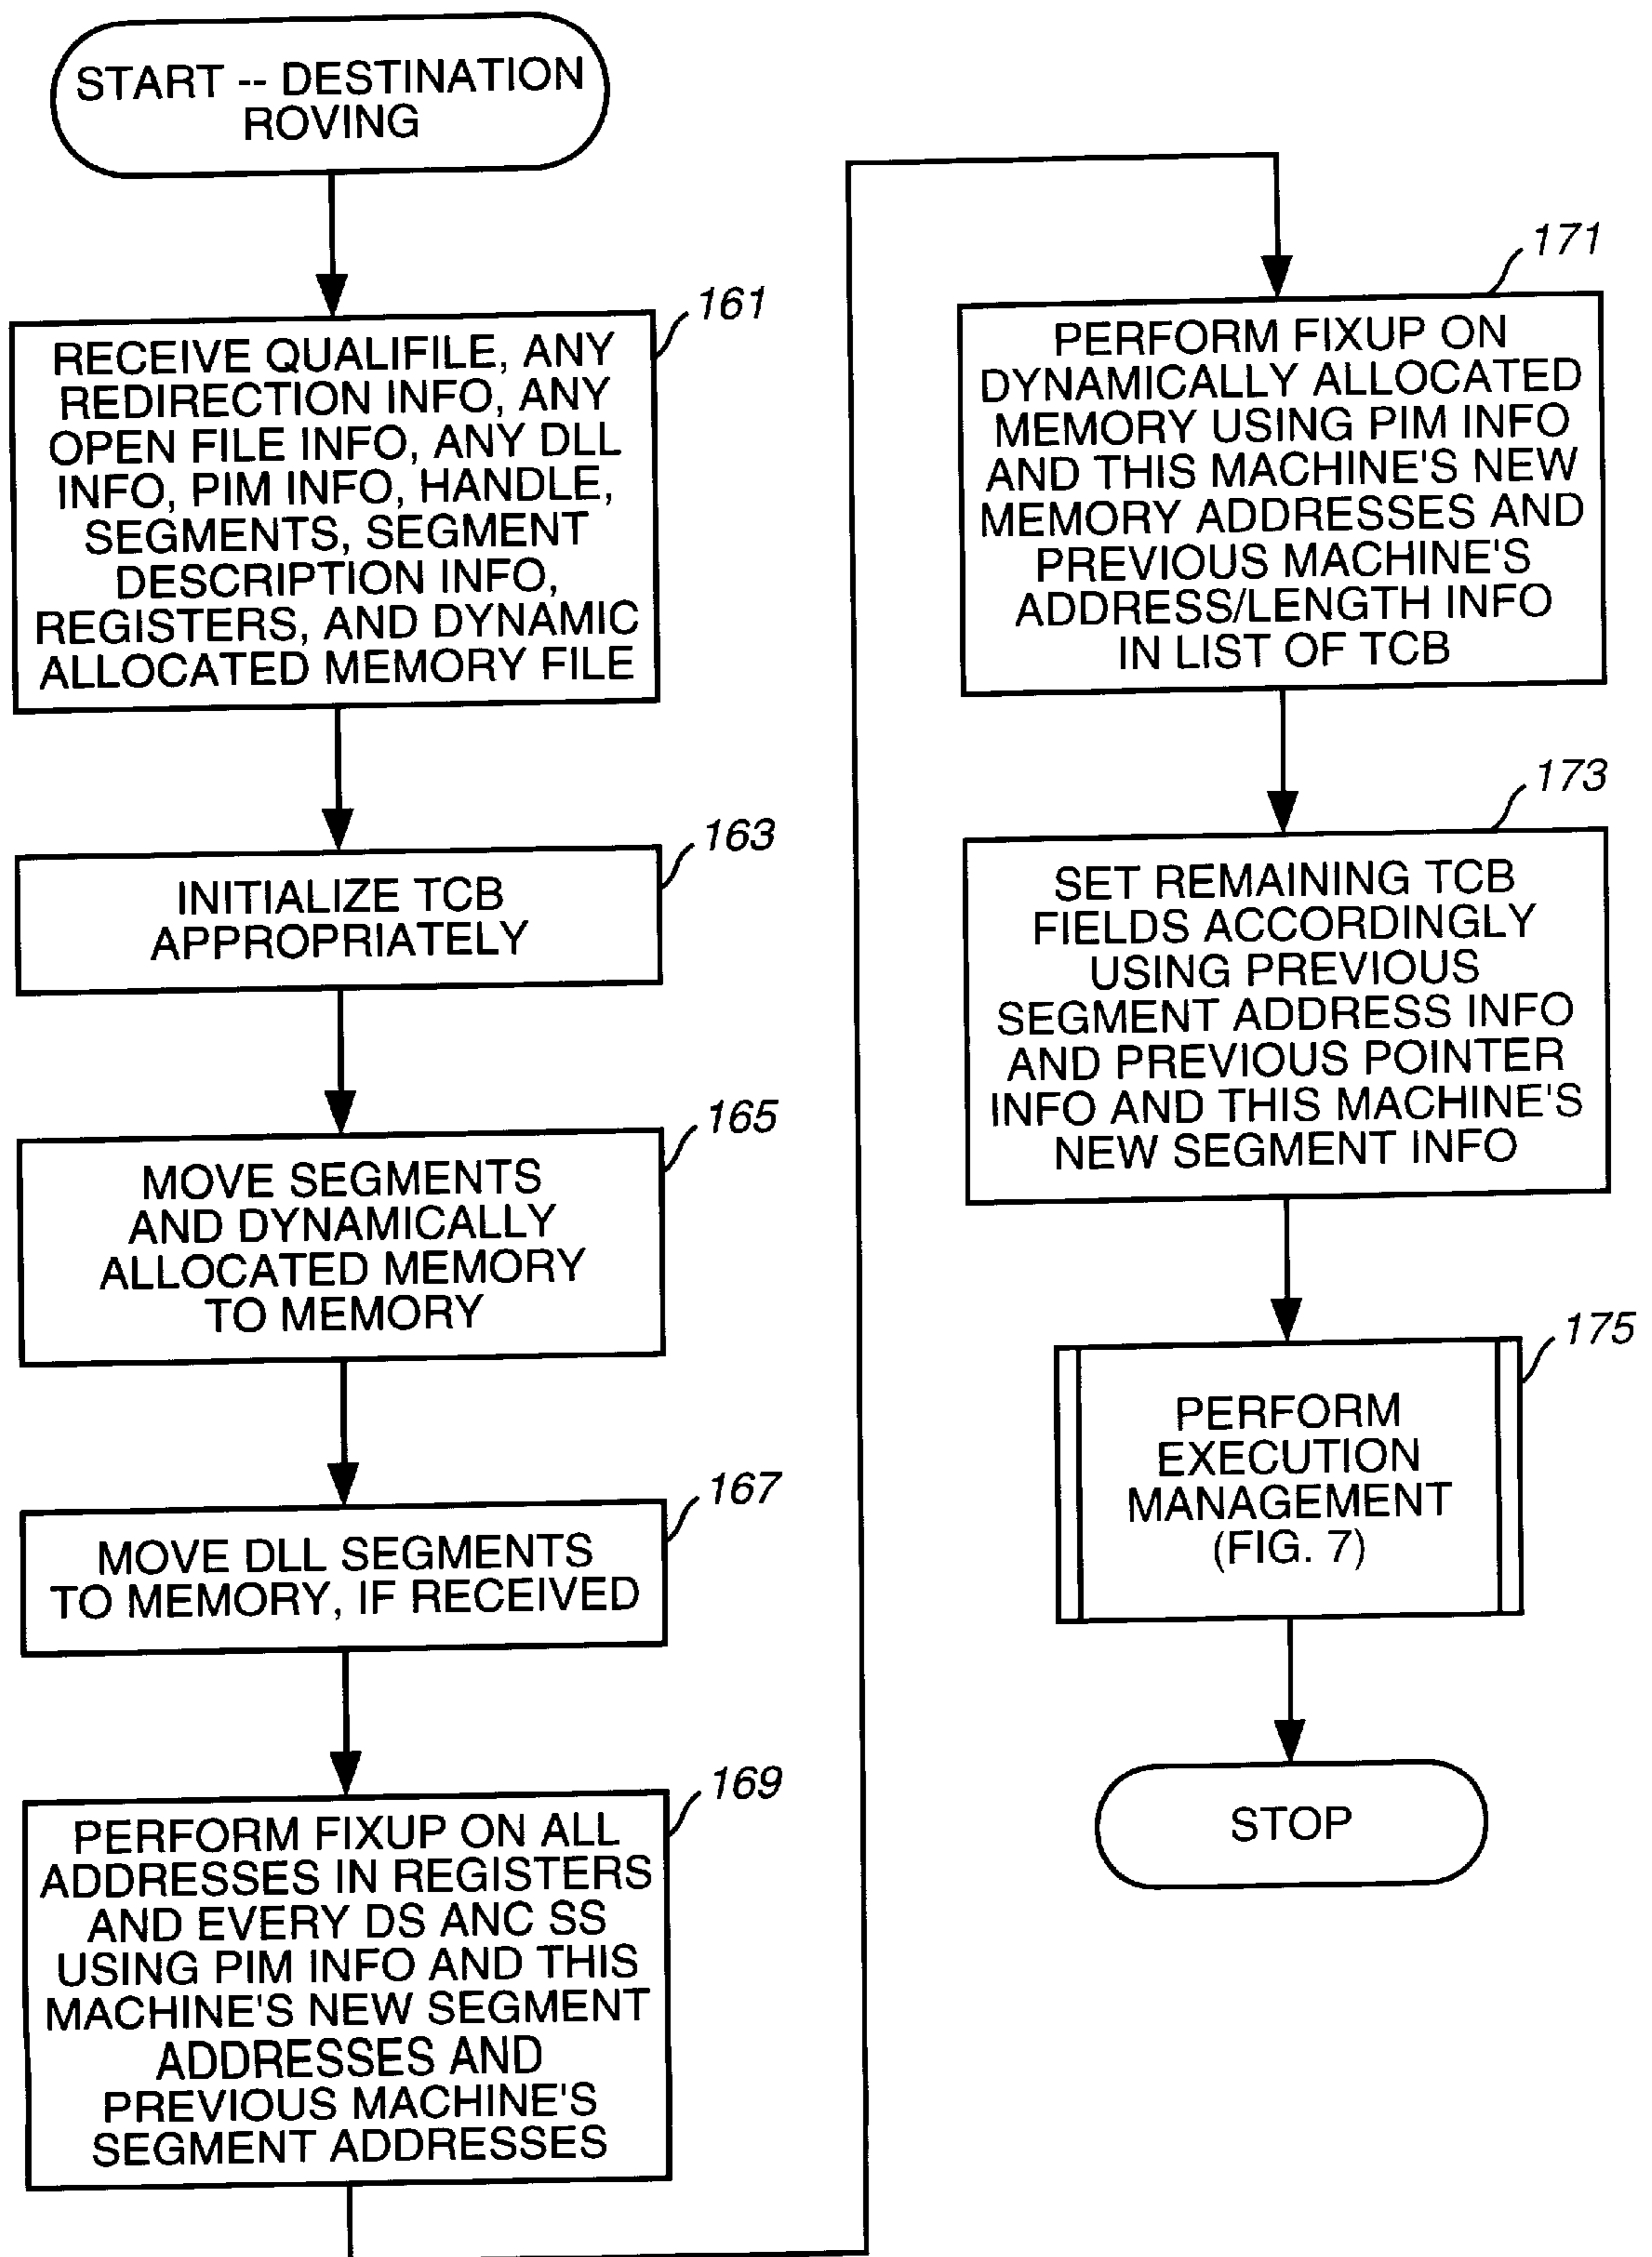 START -- DESTINATION
ROVING
161
RECEIVE QUALIFILE, ANY
REDIRECTION INFO, ANY
OPEN FILE INFO, ANY DLL
INFO, PIM INFO, HANDLE,
SEGMENTS, SEGMENT
DESCRIPTION INFO,
REGISTERS, AND DYNAMIC
ALLOCATED MEMORY FILE
163
INITIALIZE TCB
APPROPRIATELY
165
MOVE SEGMENTS
AND DYNAMICALLY
ALLOCATED MEMORY
TO MEMORY
167
MOVE DLL SEGMENTS
TO MEMORY, IF RECEIVED
169
PERFORM FIXUP ON ALL
ADDRESSES IN REGISTERS
AND EVERY DS ANC SS
USING PIM INFO AND THIS
MACHINE'S NEW SEGMENT
ADDRESSES AND
PREVIOUS MACHINE'S
SEGMENT ADDRESSES
171
PERFORM FIXUP ON
DYNAMICALLY ALLOCATED
MEMORY USING PIM INFO
AND THIS MACHINE'S NEW
MEMORY ADDRESSES AND
PREVIOUS MACHINE'S
ADDRESS/LENGTH INFO
IN LIST OF TCB
173
SET REMAINING TCB
FIELDS ACCORDINGLY
USING PREVIOUS
SEGMENT ADDRESS INFO
AND PREVIOUS POINTER
INFO AND THIS MACHINE'S
NEW SEGMENT INFO
175
PERFORM
EXECUTION
MANAGEMENT
(FIG. 7)
STOP